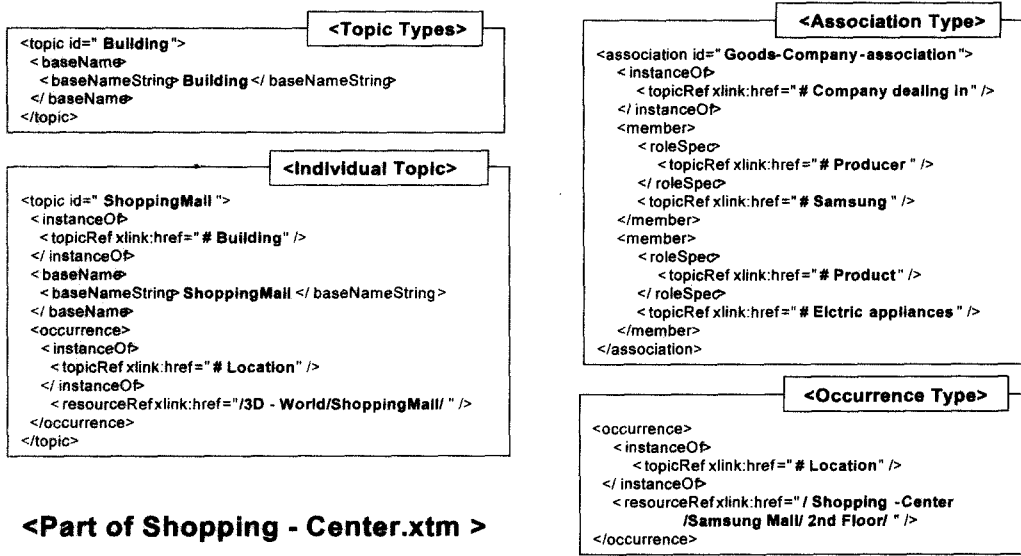 <Topic Types>
<topic id=" Building">
<baseName>
<baseNameString> Building </ baseNameString>
</ baseName>
</topic>
<Individual Topic>
<topic id=" ShoppingMall ">
< instanceOf>
<topicRef xlink:href="# Building" />
</ instanceOf>
< baseName>
< baseNameString> ShoppingMall </ baseNameString>
</ baseName>
<occurrence>
< instanceOf>
<topicRef xlink:href="# Location" />
</ instanceOf>
< resourceRefxlink:href="/3D - World/ShoppingMall/ " />
</occurrence>
</topic>
<Part of Shopping - Center.xtm >
<Association Type>
<association id=" Goods-Company-association">
< instanceOf>
<topicRef xlink:href="# Company dealing in" />
</ instanceOf>
<member>
< roleSpec>
<topicRef xlink:href="# Producer " />
</ roleSpec>
<topicRef xlink:href="# Samsung " />
</member>
<member>
< roleSpec>
<topicRef xlink:href="# Product" />
</ roleSpec>
<topicRef xlink:href="# Elctric appliances" />
</member>
</association>
<Occurrence Type>
<occurrence>
< instanceOf>
<topicRef xlink:href="# Location" />
</ instanceOf>
< resourceRefxlink:href="/ Shopping -Center
/Samsung Mall/ 2nd Floor/ " />
</occurrence>